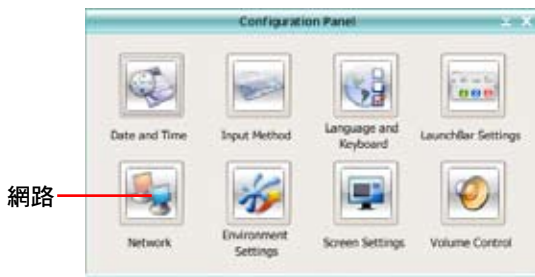 Configuration Panel
Date and Time
Input Method
Language and
Keyboard
LaunchBar Settings
網路
Network
Environment
Settings
Screen Settings
Volume Control